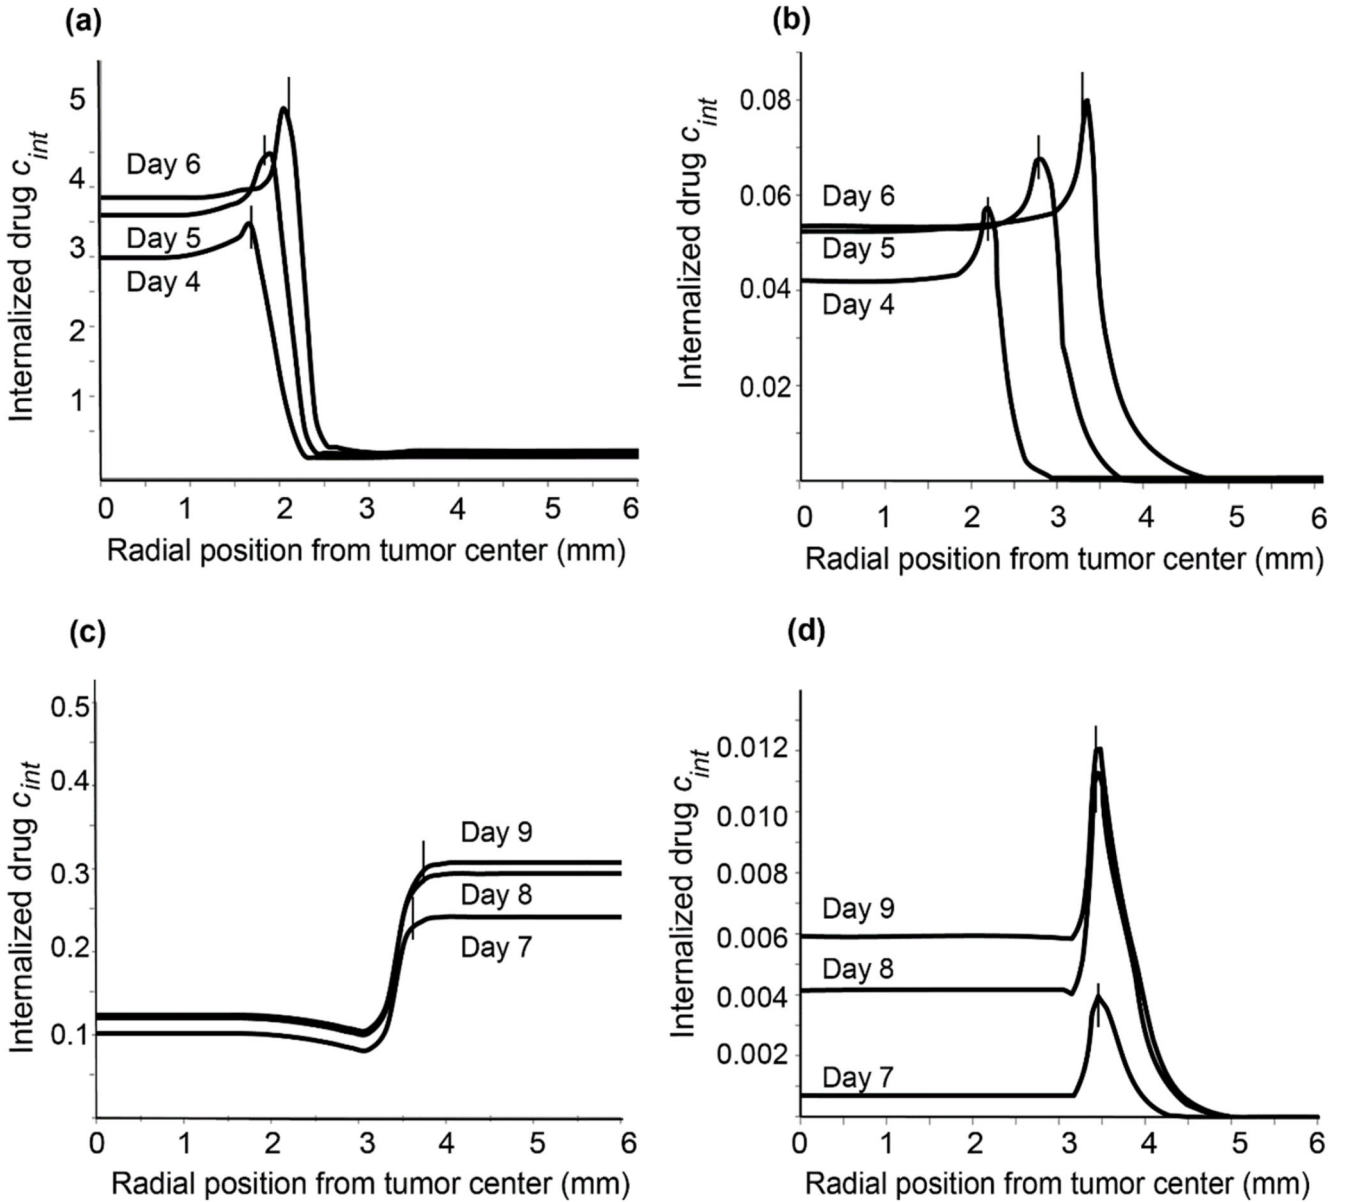 (a)
5
4
3
2
1
Internalized drug c_int
Day 6
Day 5
Day 4
0 1 2 3 4 5 6
Radial position from tumor center (mm)
(b)
0.08
0.06
0.04
0.02
Internalized drug c_int
Day 6
Day 5
Day 4
0 1 2 3 4 5 6
Radial position from tumor center (mm)
(c)
0.5
0.4
0.3
0.2
0.1
Internalized drug c_int
Day 9
Day 8
Day 7
0 1 2 3 4 5 6
Radial position from tumor center (mm)
(d)
0.012
0.010
0.008
0.006
0.004
0.002
Internalized drug c_int
Day 9
Day 8
Day 7
0 1 2 3 4 5 6
Radial position from tumor center (mm)